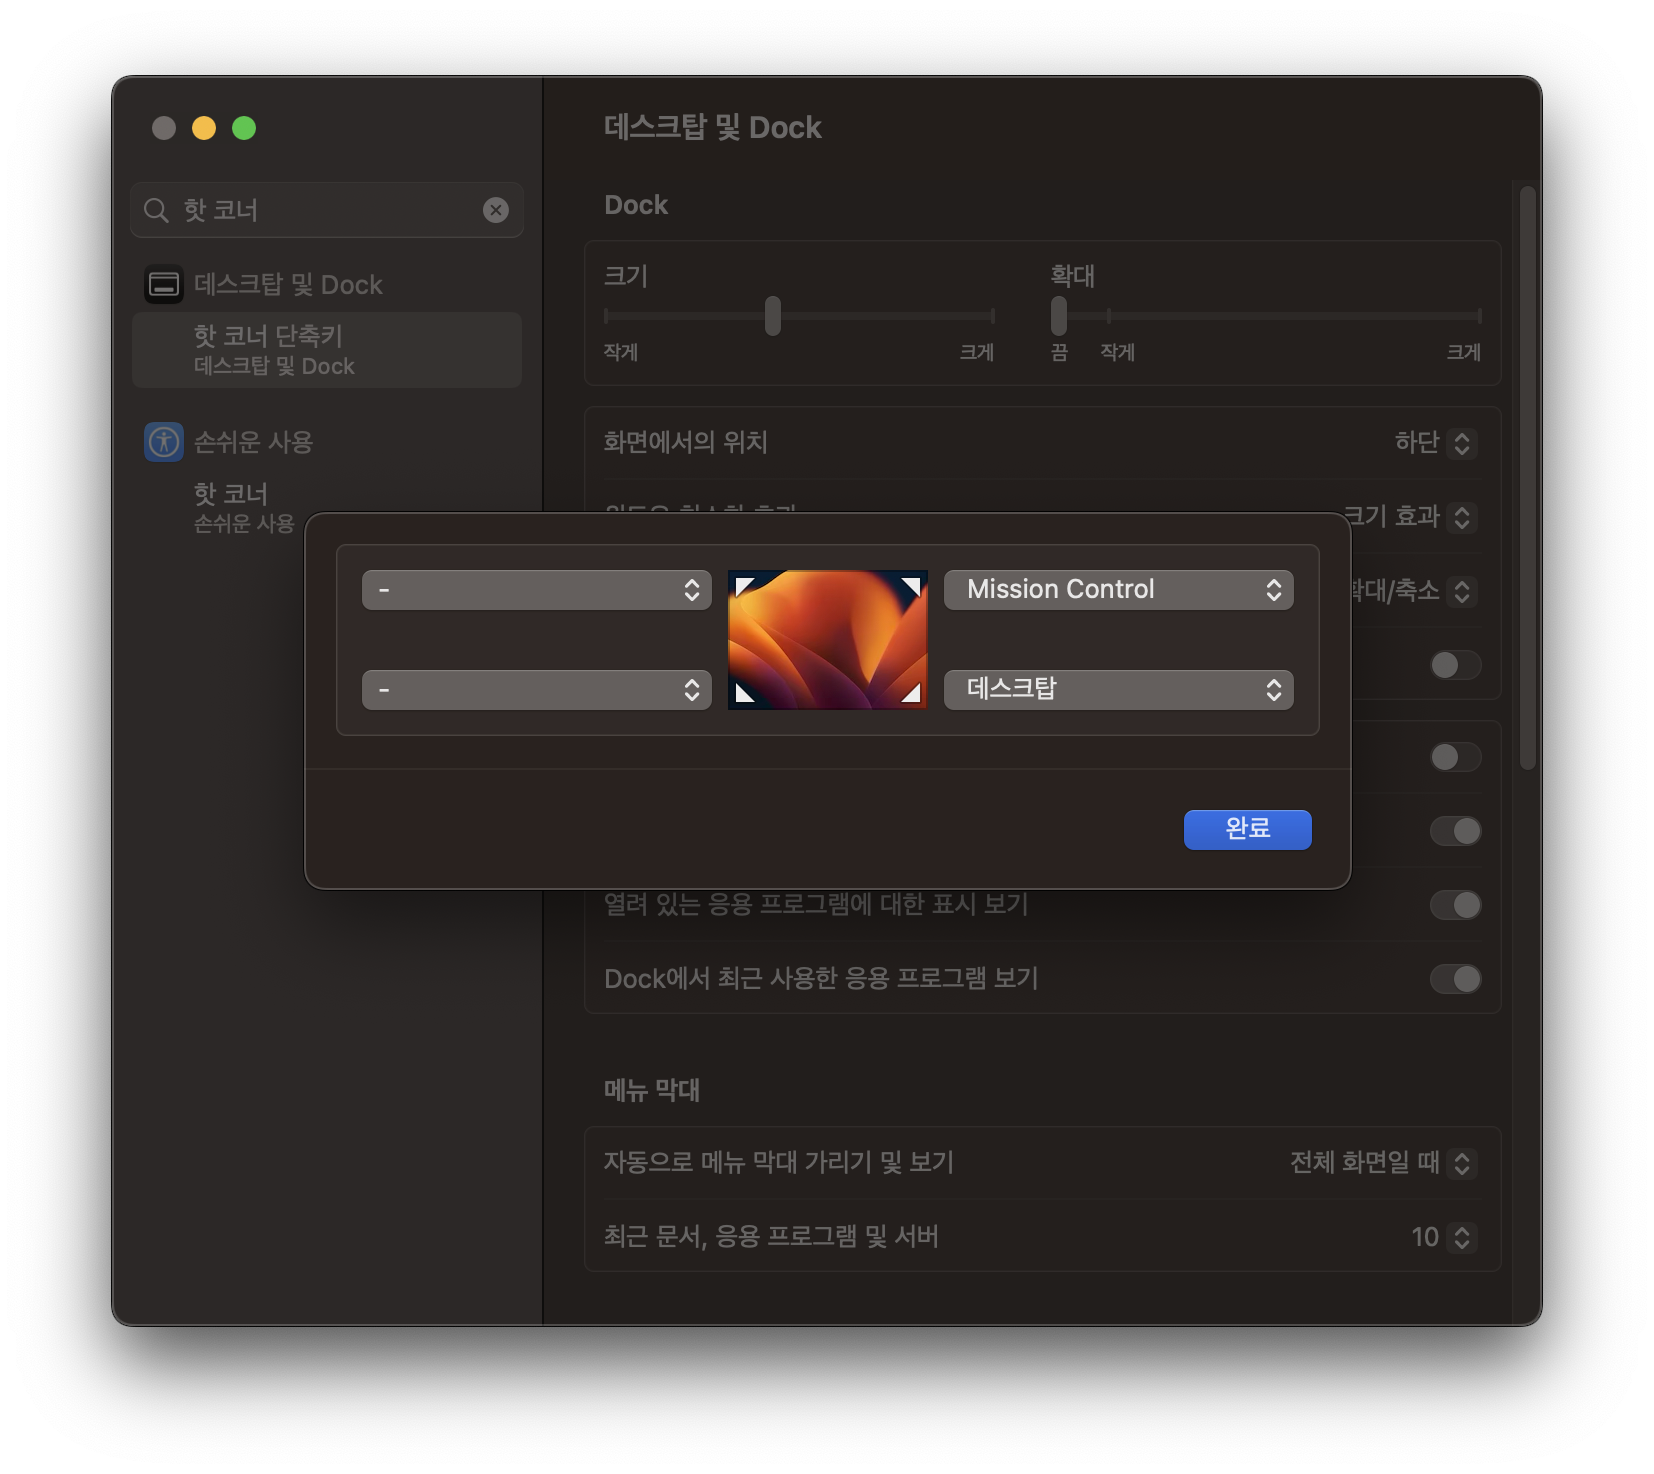 데스크탑 및 Dock
핫 코너
데스크탑 및 Dock
핫 코너 단축키
데스크탑 및 Dock
손쉬운 사용
핫 코너
손쉬운 사용
Dock
크기
확대
작게
크게
끔
작게
크게
화면에서의 위치
하단
크기 효과
확대/축소
-
Mission Control
-
데스크탑
완료
열려 있는 응용 프로그램에 대한 표시 보기
Dock에서 최근 사용한 응용 프로그램 보기
메뉴 막대
자동으로 메뉴 막대 가리기 및 보기
전체 화면일 때
최근 문서, 응용 프로그램 및 서버
10